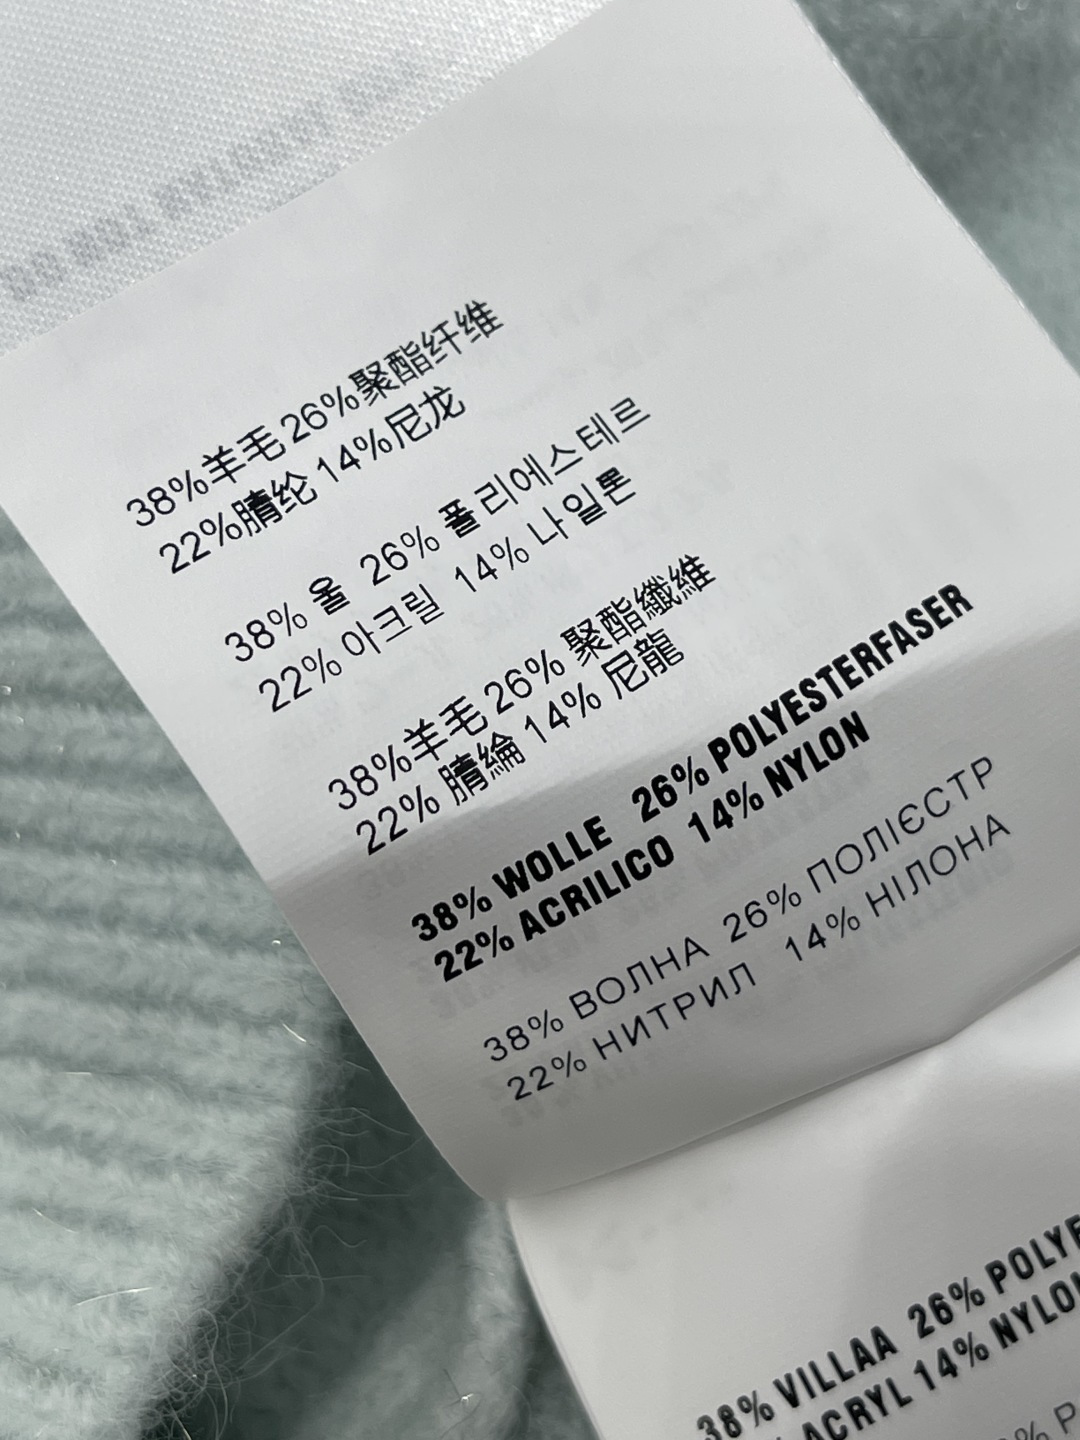 38%羊毛 26%聚酯纤维
22%腈纶 14%尼龙
38% 울 26% 폴리에스테르
22% 아크릴 14% 나일론
38%羊毛 26% 聚酯纖維
22% 腈綸 14% 尼龍
38% WOLLE 26% POLYESTERFASER
22% ACRILICO 14% NYLON
38% ВОЛНА 26% ПОЛІЄСТР
22% НИТРИЛ 14% НІЛОНА
38% VILLAA 26% POLYE
% ACRYL 14% NYLON